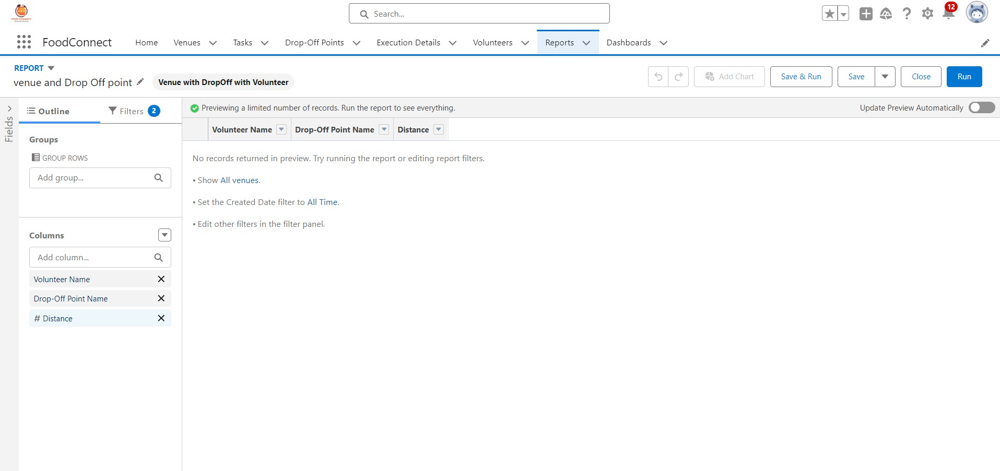 FOOD CONNECT
Search...
12
FoodConnect
Home
Venues
Tasks
Drop-Off Points
Execution Details
Volunteers
Reports
Dashboards
REPORT
venue and Drop Off point
Venue with DropOff with Volunteer
Add Chart
Save & Run
Save
Close
Run
Fields
Outline
Filters 2
Previewing a limited number of records. Run the report to see everything.
Update Preview Automatically
Groups
GROUP ROWS
Add group...
Columns
Add column...
Volunteer Name
Drop-Off Point Name
# Distance
Volunteer Name
Drop-Off Point Name
Distance
No records returned in preview. Try running the report or editing report filters.
• Show All venues.
• Set the Created Date filter to All Time.
• Edit other filters in the filter panel.